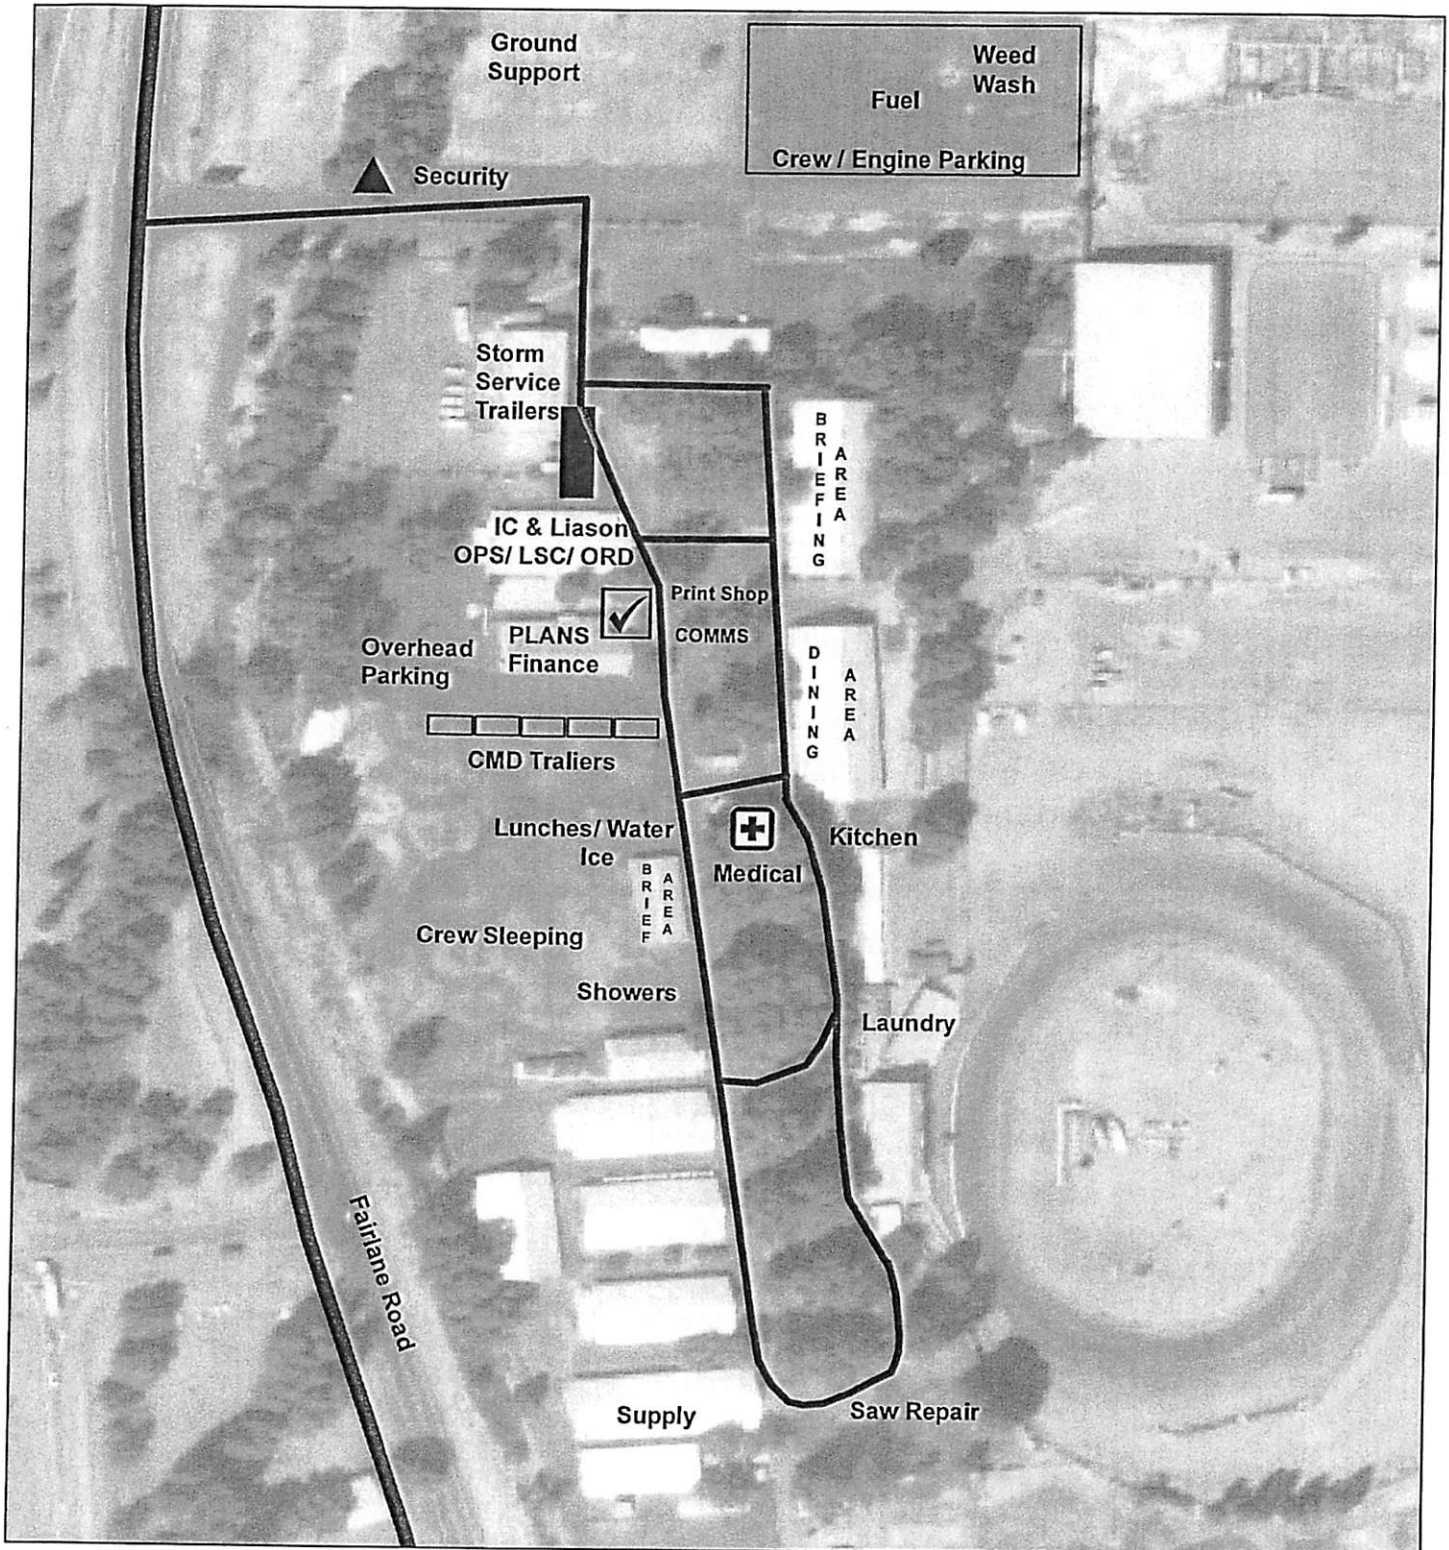 Ground
Support
Weed
Wash
Fuel
Crew / Engine Parking
Security
Storm
Service
Trailers
BRIEFING
AREA
IC & Liason
OPS/ LSC/ ORD
Print Shop
COMMS
PLANS
Finance
Overhead
Parking
DINING
AREA
CMD Traliers
Lunches/ Water
Ice
Kitchen
Medical
BRIEF
AREA
Crew Sleeping
Showers
Laundry
Fairlane Road
Supply
Saw Repair